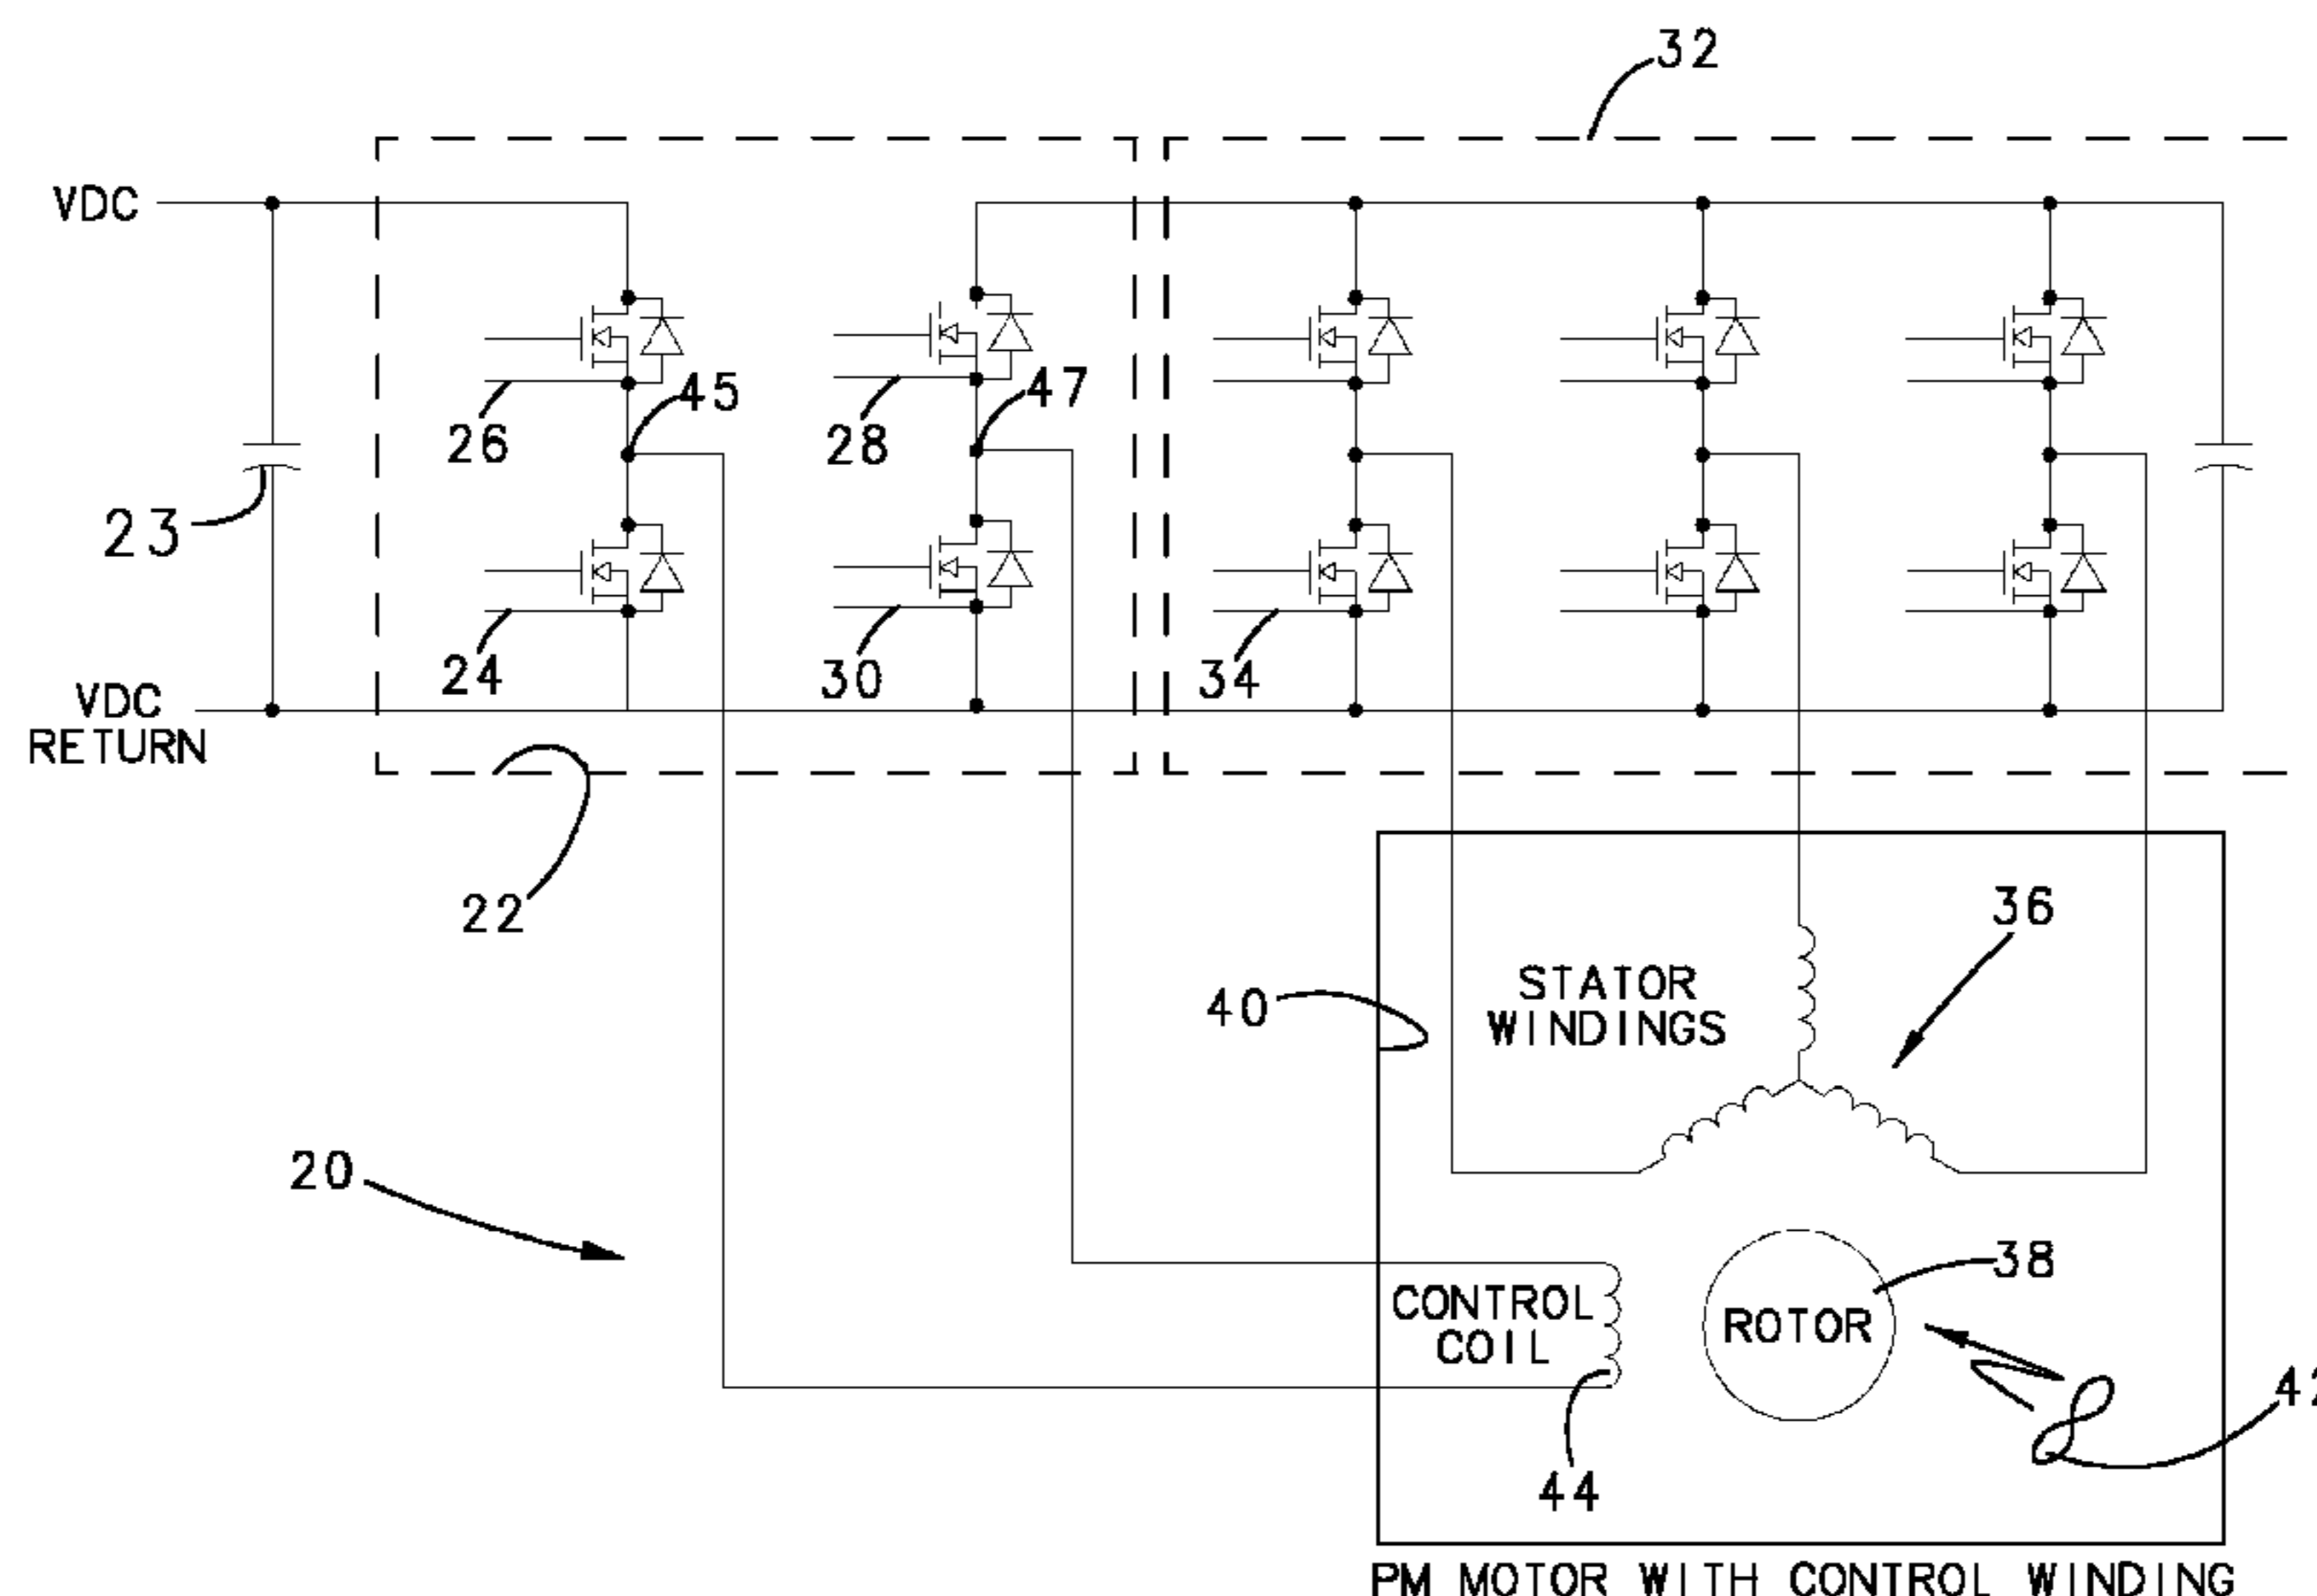 32
VDC
26
45
28
47
23
24
30
34
VDC
RETURN
22
36
STATOR
WINDINGS
40
20
38
CONTROL
COIL
ROTOR
42
44
PM MOTOR WITH CONTROL WINDING